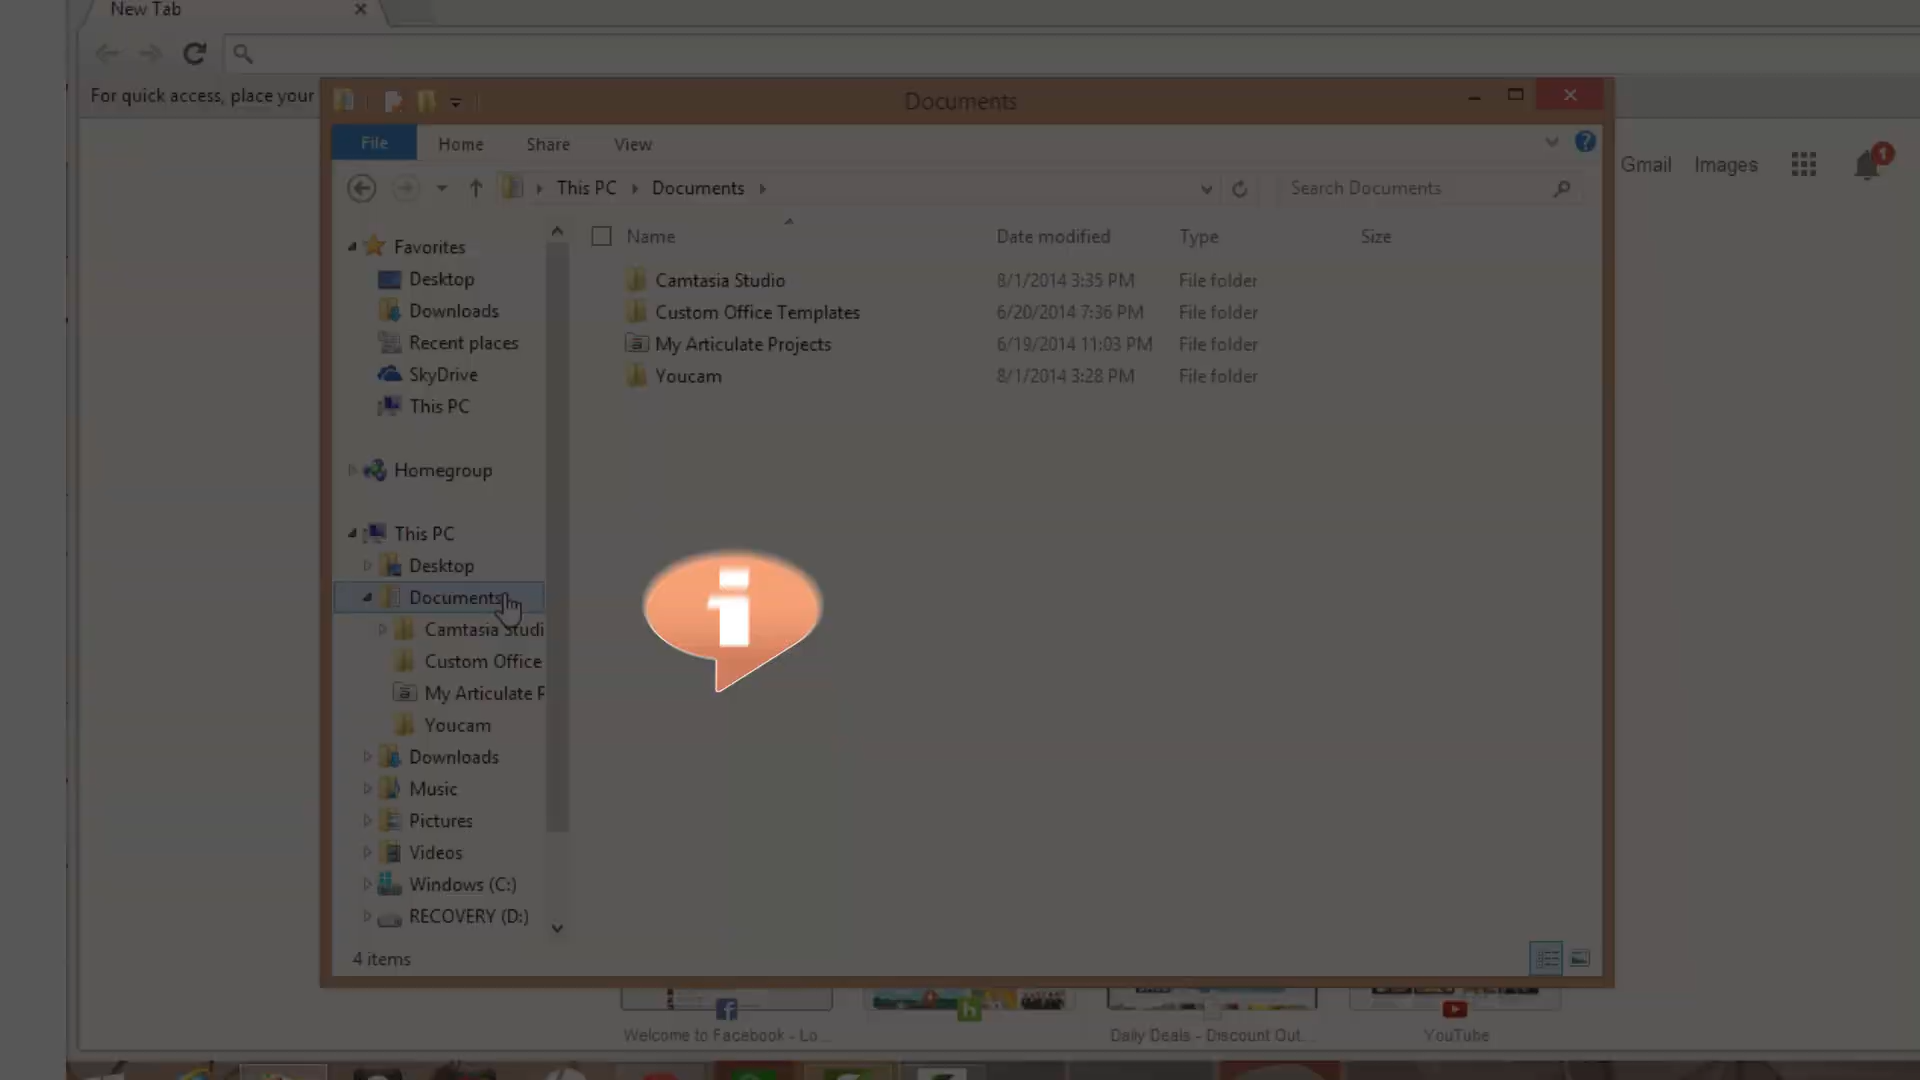 New Tab
For quick access, place your
Documents
File Home Share View
This PC Documents
Search Documents
Gmail Images
1
Name Date modified Type Size
Favorites
Desktop
Downloads
Recent places
SkyDrive
This PC
Homegroup
This PC
Desktop
Documents
Camtasia Studi
Custom Office
My Articulate P
Youcam
Downloads
Music
Pictures
Videos
Windows (C:)
RECOVERY (D:)
Camtasia Studio 8/1/2014 3:35 PM File folder
Custom Office Templates 6/20/2014 7:36 PM File folder
My Articulate Projects 6/19/2014 11:03 PM File folder
Youcam 8/1/2014 3:28 PM File folder
i
4 items
Welcome to Facebook - Lo...
Daily Deals - Discount Out...
YouTube